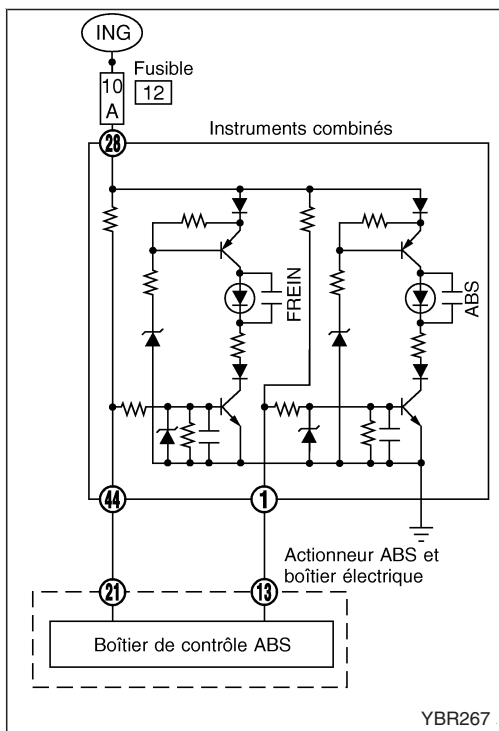 ING
10
A
Fusible
12
Instruments combinés
28
FREIN
ABS
44
1
Actionneur ABS et
boîtier électrique
21
13
Boîtier de contrôle ABS
YBR267